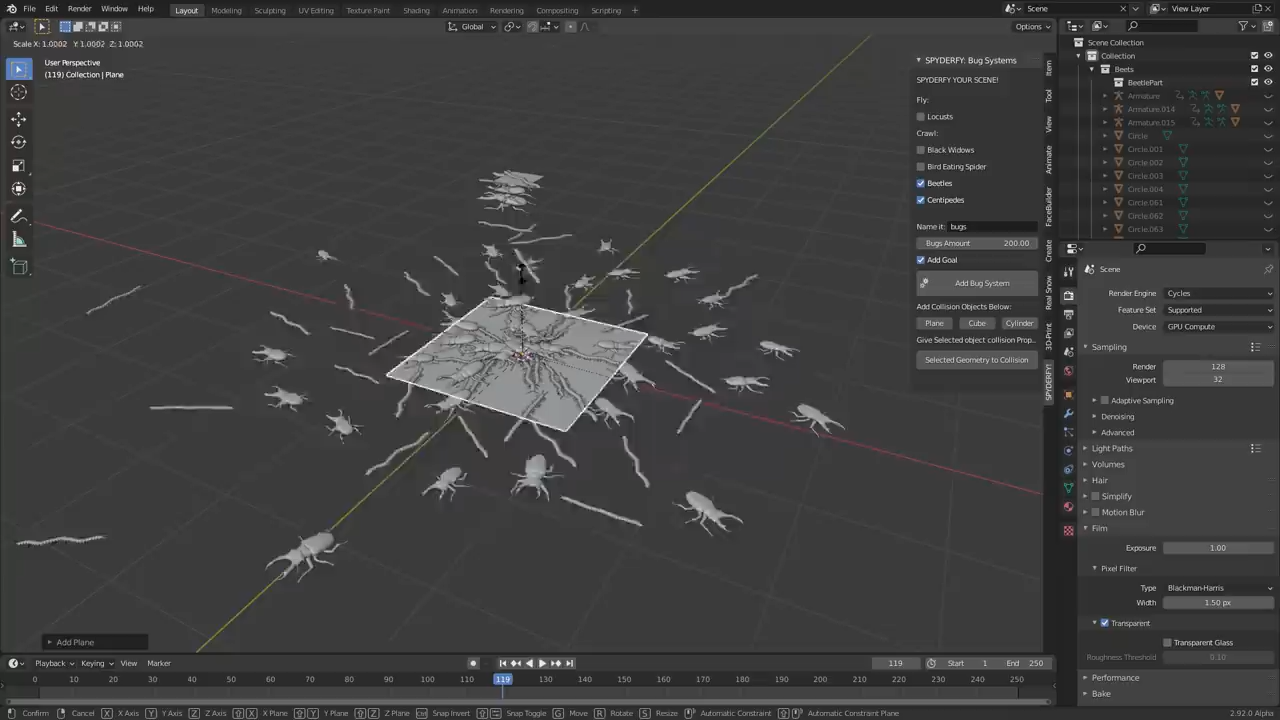 File Edit Render Window Help Layout Modeling Sculpting UV Editing Texture Paint Shading Animation Rendering Compositing Scripting + Scene View Layer
Global Options
Scale X: 1.0002 Y: 1.0002 Z: 1.0002
User Perspective
(119) Collection | Plane
SPYDERFY: Bug Systems
SPYDERFY YOUR SCENE!
Fly:
Locusts
Crawl:
Black Widows
Bird Eating Spider
Beetles
Centipedes
Name it: bugs
Bugs Amount 200.00
Add Goal
Add Bug System
Add Collision Objects Below:
Plane Cube Cylinder
Give Selected object collision Prop..
Selected Geometry to Collision
Item
Tool
View
Animate
FaceBuilder
Create
Real Snow
3D-Print
SPYDERFY!
Scene Collection
Collection
Beets
BeetlePart
Armature
Armature.014
Armature.015
Circle
Circle.001
Circle.002
Circle.003
Circle.004
Circle.061
Circle.062
Circle.063
Scene
Render Engine Cycles
Feature Set Supported
Device GPU Compute
Sampling
Render 128
Viewport 32
Adaptive Sampling
Denoising
Advanced
Light Paths
Volumes
Hair
Simplify
Motion Blur
Film
Exposure 1.00
Pixel Filter
Type Blackman-Harris
Width 1.50 px
Transparent
Transparent Glass
Roughness Threshold 0.10
Performance
Bake
Add Plane
Playback Keying View Marker 119 Start 1 End 250
0 10 20 30 40 50 60 70 80 90 100 110 119 130 140 150 160 170 180 190 200 210 220 230 240 250
Confirm Cancel X X Axis Y Y Axis Z Z Axis X X Plane Y Y Plane Z Z Plane Snap Invert Snap Toggle G Move R Rotate S Resize Automatic Constraint Automatic Constraint Plane 2.92.0 Alpha